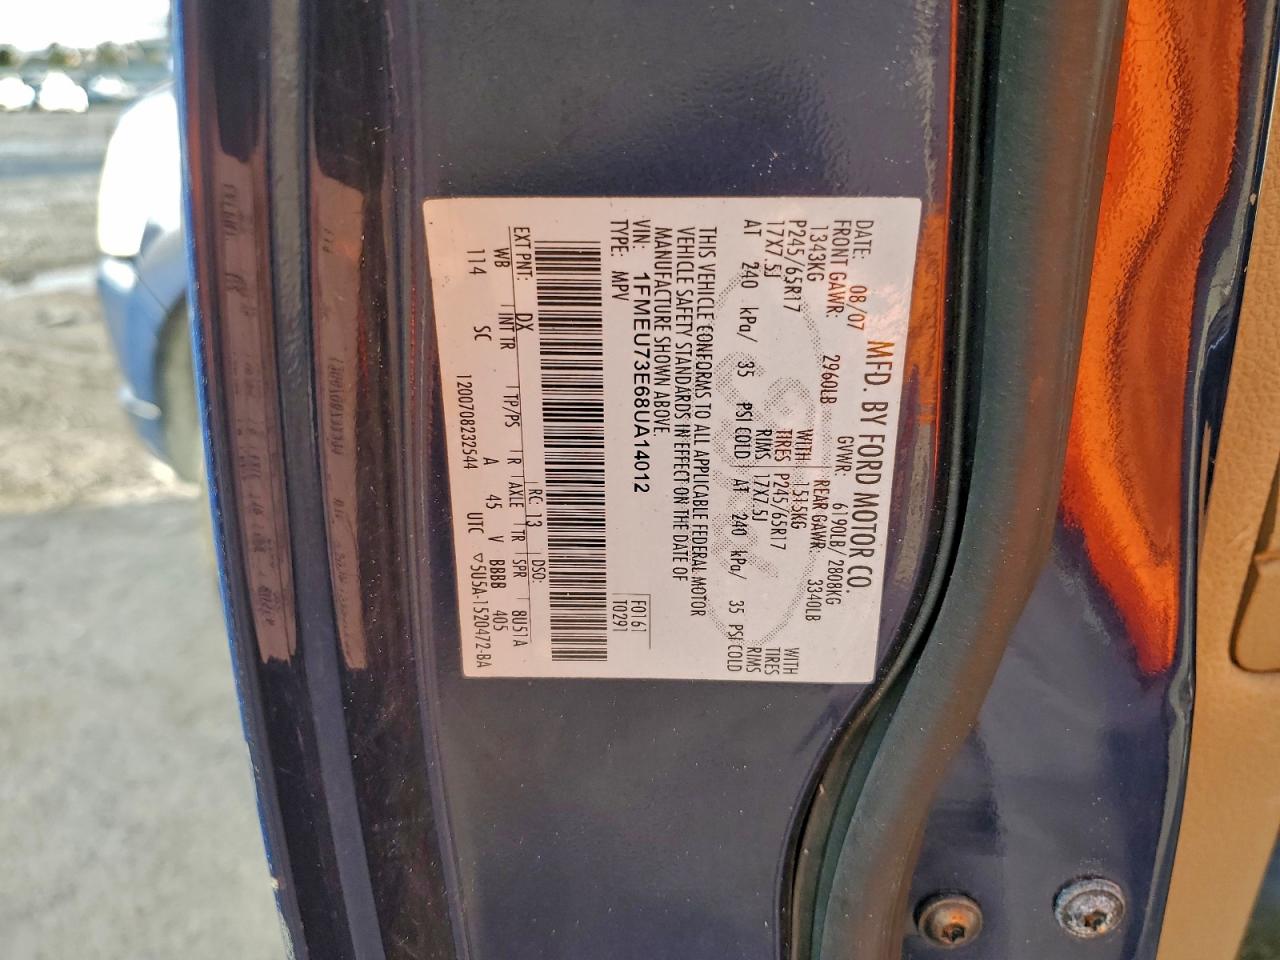 MFD. BY FORD MOTOR CO.
DATE: 08/07 GVWR: 6190LB/ 2808KG
FRONT GAWR: 2960LB REAR GAWR: 3340LB
1343KG WITH 1515KG WITH
P245/65R17 TIRES P245/65R17 TIRES
17X7.5J RIMS 17X7.5J RIMS
AT 240 kPa/ 35 PSI COLD AT 240 kPa/ 35 PSI COLD
THIS VEHICLE CONFORMS TO ALL APPLICABLE FEDERAL MOTOR
VEHICLE SAFETY STANDARDS IN EFFECT ON THE DATE OF
MANUFACTURE SHOWN ABOVE.
VIN: 1FMEU73E68UA14012 F0161
TYPE: MPV T0291
EXT PNT: DX RC: 13 DSO:
WB INT TR TP/PS R AXLE TR SPR 8U51A
114 SC A 45 V BBBB 405
1200708232544 UTC ▽5U5A-1520472-BA